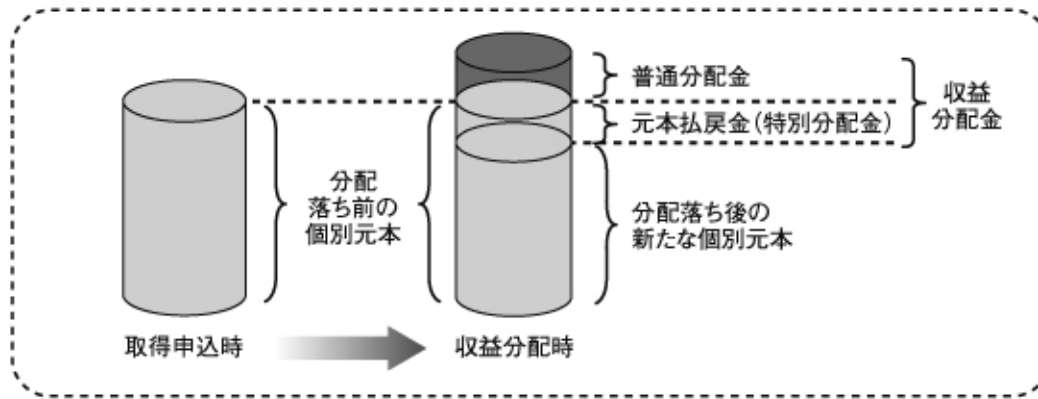 普通分配金
元本払戻金(特別分配金)
収益
分配金
分配
落ち前の
個別元本
分配落ち後の
新たな個別元本
取得申込時
収益分配時